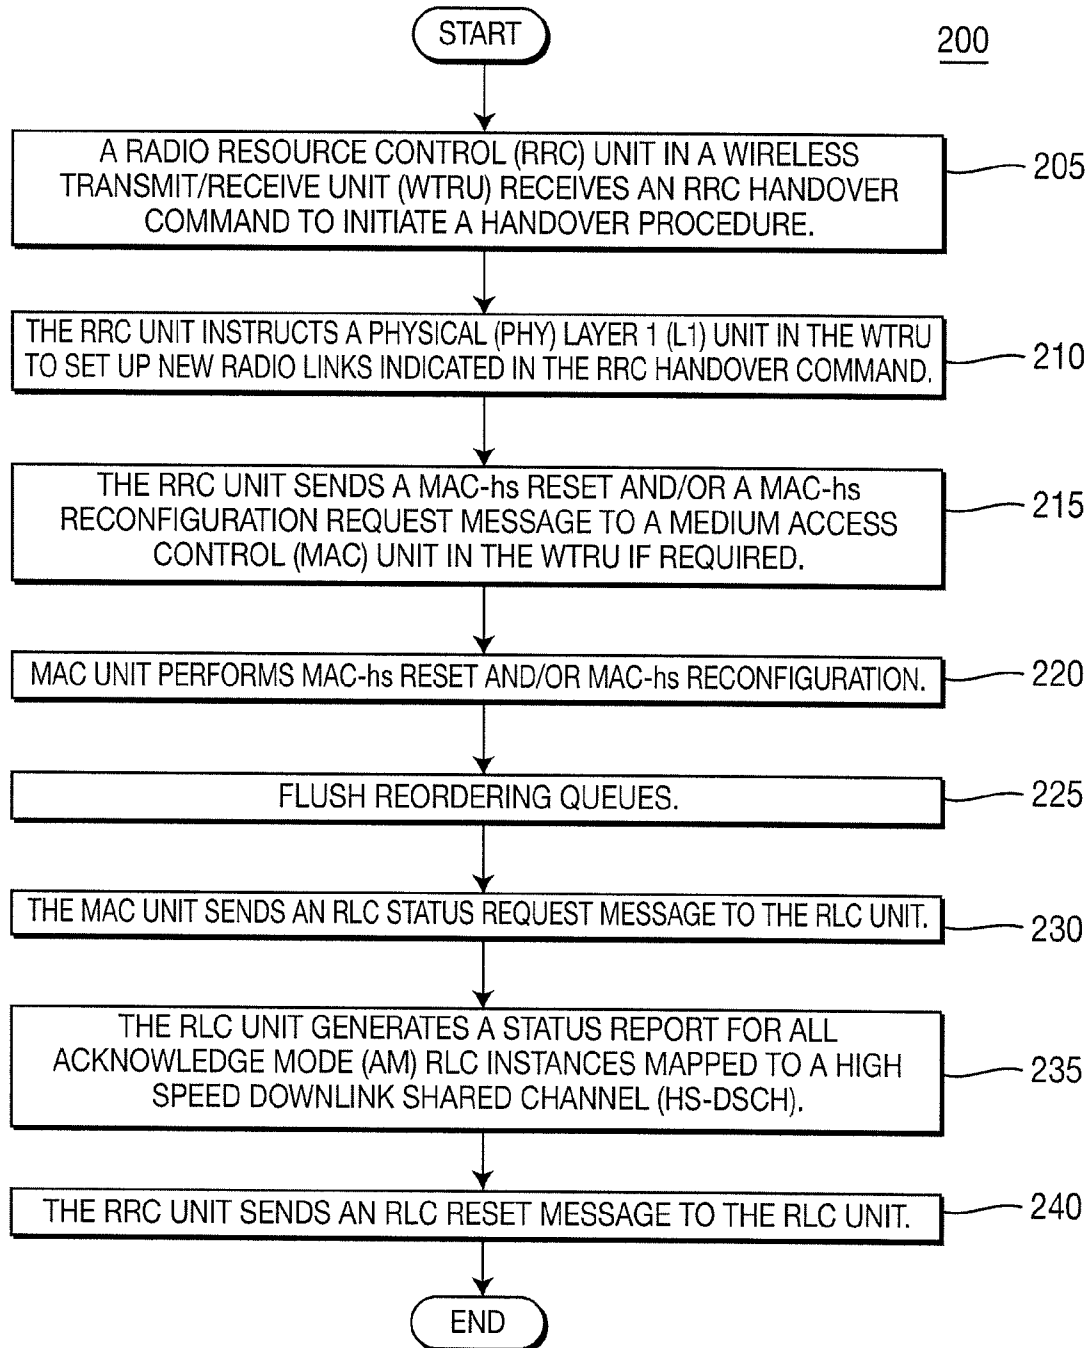 START
200
A RADIO RESOURCE CONTROL (RRC) UNIT IN A WIRELESS
TRANSMIT/RECEIVE UNIT (WTRU) RECEIVES AN RRC HANDOVER
COMMAND TO INITIATE A HANDOVER PROCEDURE.
205
THE RRC UNIT INSTRUCTS A PHYSICAL (PHY) LAYER 1 (L1) UNIT IN THE WTRU
TO SET UP NEW RADIO LINKS INDICATED IN THE RRC HANDOVER COMMAND.
210
THE RRC UNIT SENDS A MAC-hs RESET AND/OR A MAC-hs
RECONFIGURATION REQUEST MESSAGE TO A MEDIUM ACCESS
CONTROL (MAC) UNIT IN THE WTRU IF REQUIRED.
215
MAC UNIT PERFORMS MAC-hs RESET AND/OR MAC-hs RECONFIGURATION.
220
FLUSH REORDERING QUEUES.
225
THE MAC UNIT SENDS AN RLC STATUS REQUEST MESSAGE TO THE RLC UNIT.
230
THE RLC UNIT GENERATES A STATUS REPORT FOR ALL
ACKNOWLEDGE MODE (AM) RLC INSTANCES MAPPED TO A HIGH
SPEED DOWNLINK SHARED CHANNEL (HS-DSCH).
235
THE RRC UNIT SENDS AN RLC RESET MESSAGE TO THE RLC UNIT.
240
END